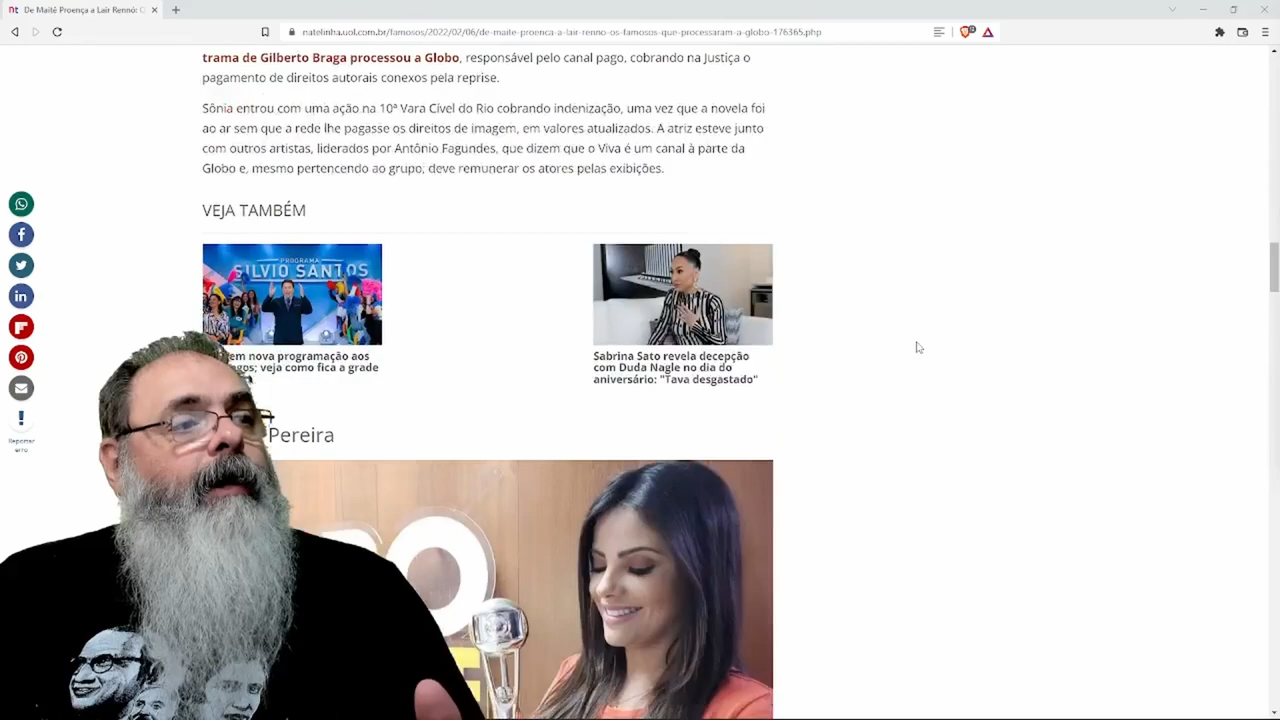 De Maitê Proença a Lair Rennó: O
natelinha.uol.com.br/famosos/2022/02/06/de-maite-proenca-a-lair-renno-os-famosos-que-processaram-a-globo-176365.php
trama de Gilberto Braga processou a Globo, responsável pelo canal pago, cobrando na Justiça o
pagamento de direitos autorais conexos pela reprise.
Sônia entrou com uma ação na 10ª Vara Cível do Rio cobrando indenização, uma vez que a novela foi
ao ar sem que a rede lhe pagasse os direitos de imagem, em valores atualizados. A atriz esteve junto
com outros artistas, liderados por Antônio Fagundes, que dizem que o Viva é um canal à parte da
Globo e, mesmo pertencendo ao grupo, deve remunerar os atores pelas exibições.
VEJA TAMBÉM
PROGRAMA
SILVIO SANTOS
em nova programação aos
veja como fica a grade
Sabrina Sato revela decepção
com Duda Nagle no dia do
aniversário: "Tava desgastado"
Reportar
erro
Pereira